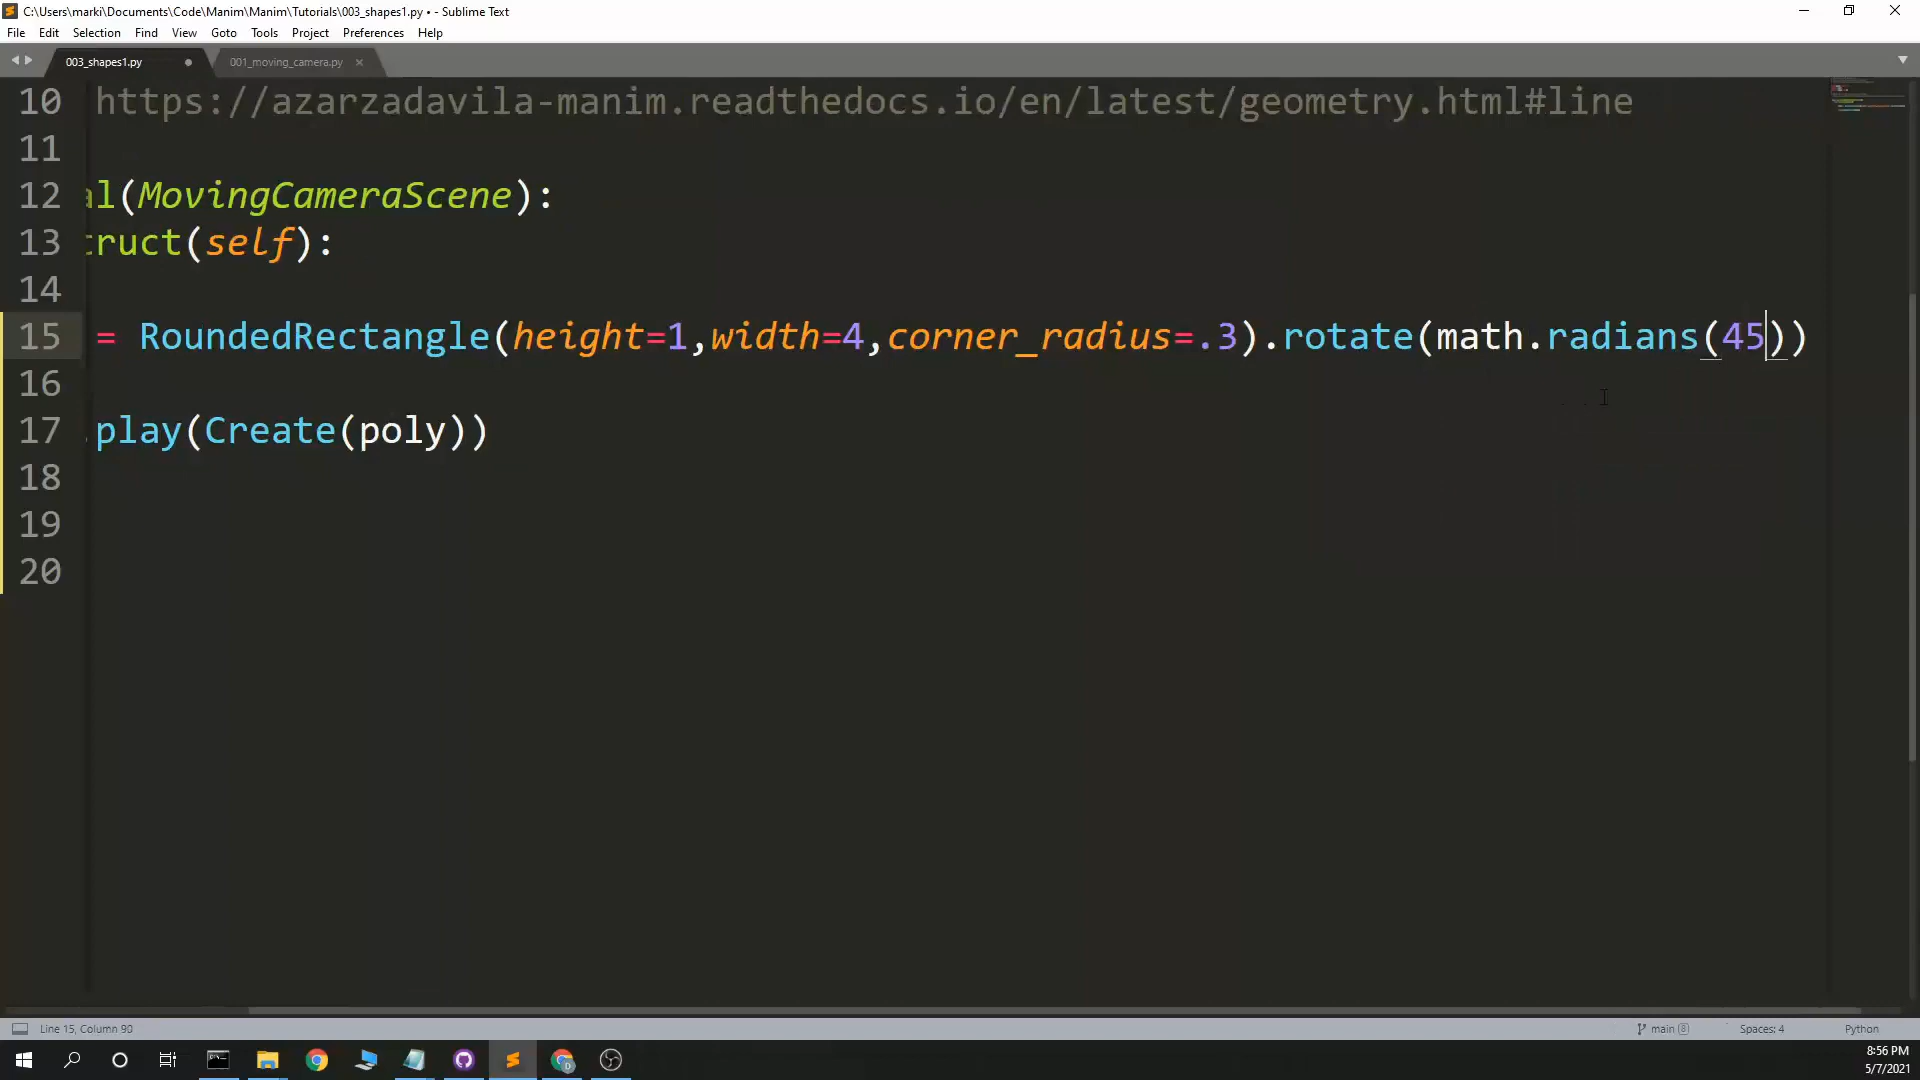 C:\Users\marki\Documents\Code\Manim\Manim\Tutorials\003_shapes1.py • - Sublime Text
File Edit Selection Find View Goto Tools Project Preferences Help
003_shapes1.py 001_moving_camera.py
10 https://azarzadavila-manim.readthedocs.io/en/latest/geometry.html#line
11
12 al(MovingCameraScene):
13 truct(self):
14
15 = RoundedRectangle(height=1,width=4,corner_radius=.3).rotate(math.radians(45))
16
17 .play(Create(poly))
18
19
20
Line 15, Column 90 main 8 Spaces: 4 Python
8:56 PM
5/7/2021